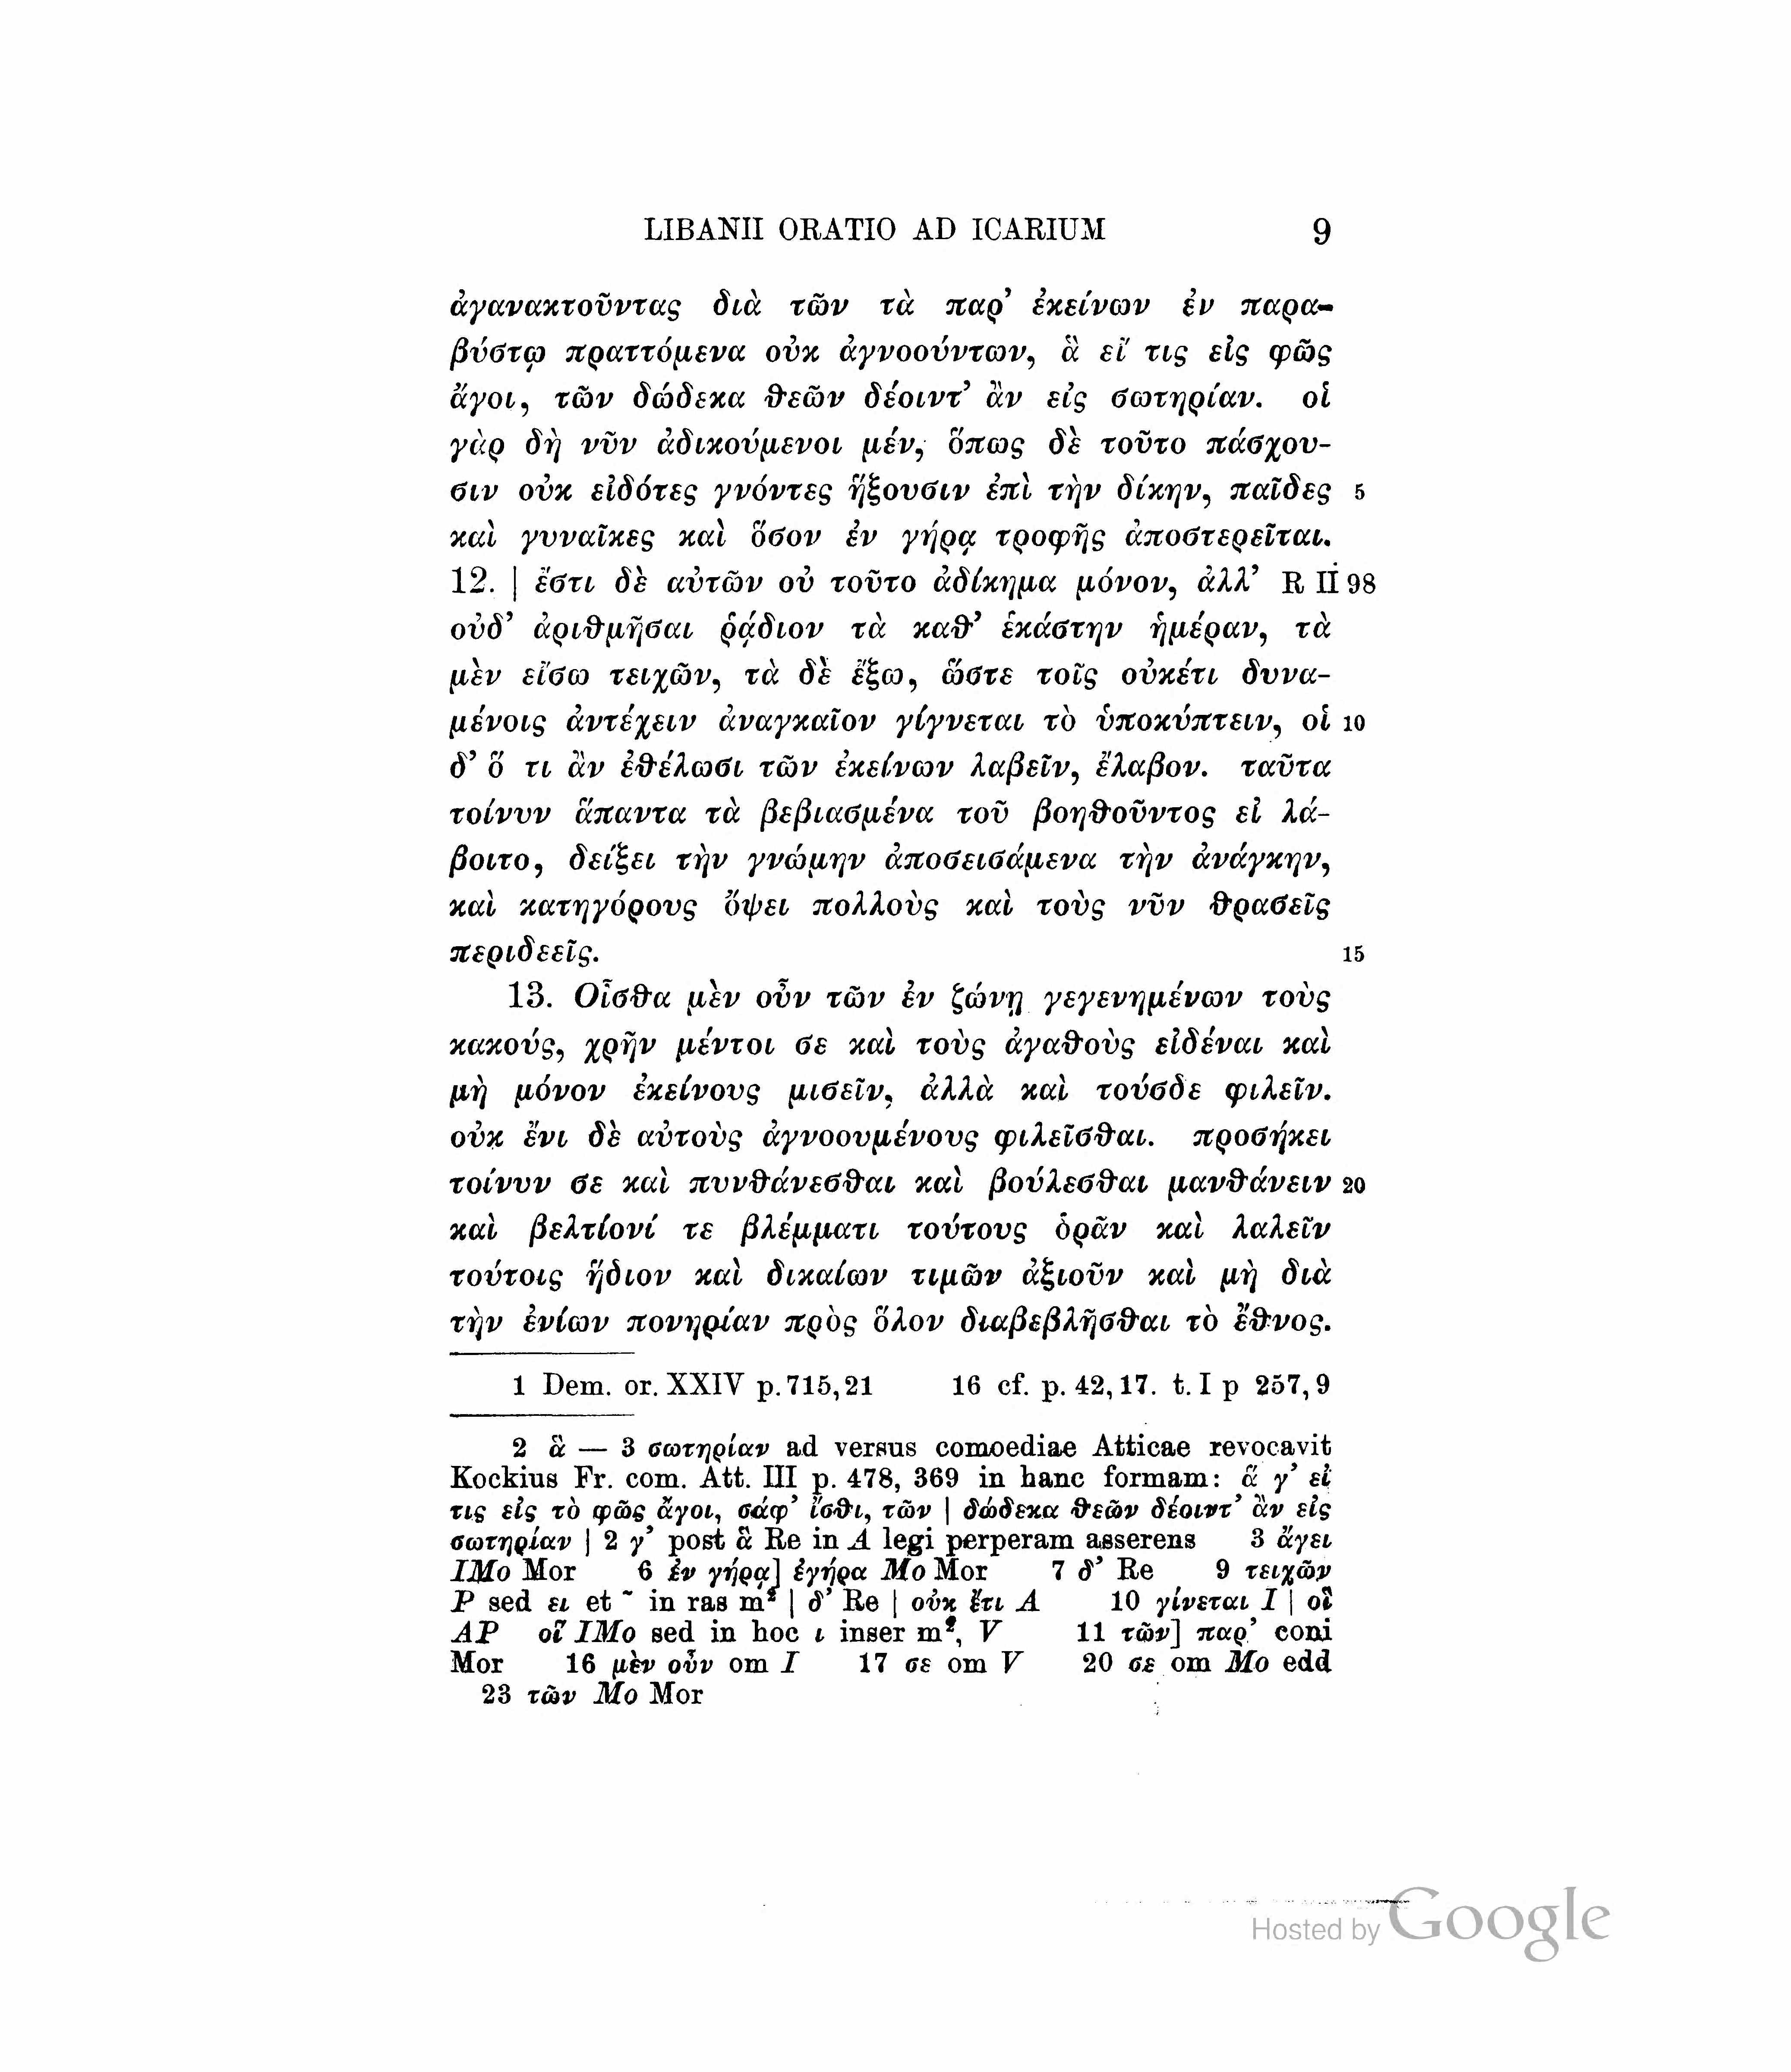 LIBANII ORATIO AD ICARIUM 9
ἀγανακτοῦντας διὰ τῶν τὰ παρ’ ἐκείνων ἐν παρα-
βύστῳ πραττόμενα οὐκ ἀγνοούντων, ἃ εἴ τις εἰς φῶς
ἄγοι, τῶν δώδεκα ϑεῶν δέοιντ’ ἂν εἰς σωτηρίαν. οἱ
γὰρ δὴ νῦν ἀδικούμενοι μέν, ὅπως δὲ τοῦτο πάσχου-
σιν οὐκ εἰδότες γνόντες ἥξουσιν ἐπὶ τὴν δίκην, παῖδες 5
καὶ γυναῖκες καὶ ὅσον ἐν γήρᾳ τροφῆς ἀποστερεῖται.
12. | ἔστι δὲ αὐτῶν οὐ τοῦτο ἀδίκημα μόνον, ἀλλ’ R II 98
οὐδ’ ἀριϑμῆσαι ῥᾴδιον τὰ καϑ’ ἑκάστην ἡμέραν, τὰ
μὲν εἴσω τειχῶν, τὰ δὲ ἔξω, ὥστε τοῖς οὐκέτι δυνα-
μένοις ἀντέχειν ἀναγκαῖον γίγνεται τὸ ὑποκύπτειν, οἱ 10
δ’ ὅ τι ἂν ἐϑέλωσι τῶν ἐκείνων λαβεῖν, ἔλαβον. ταῦτα
τοίνυν ἅπαντα τὰ βεβιασμένα τοῦ βοηϑοῦντος εἰ λά-
βοιτο, δείξει τὴν γνώμην ἀποσεισάμενα τὴν ἀνάγκην,
καὶ κατηγόρους ὄψει πολλοὺς καὶ τοὺς νῦν ϑρασεῖς
περιδεεῖς. 15
13. Οἶσϑα μὲν οὖν τῶν ἐν ζώνῃ γεγενημένων τοὺς
κακούς, χρῆν μέντοι σε καὶ τοὺς ἀγαϑοὺς εἰδέναι καὶ
μὴ μόνον ἐκείνους μισεῖν, ἀλλὰ καὶ τούσδε φιλεῖν.
οὐκ ἔνι δὲ αὐτοὺς ἀγνοουμένους φιλεῖσϑαι. προσήκει
τοίνυν σε καὶ πυνϑάνεσϑαι καὶ βούλεσϑαι μανϑάνειν 20
καὶ βελτίονί τε βλέμματι τούτους ὁρᾶν καὶ λαλεῖν
τούτοις ἥδιον καὶ δικαίων τιμῶν ἀξιοῦν καὶ μὴ διὰ
τὴν ἐνίων πονηρίαν πρὸς ὅλον διαβεβλῆσϑαι τὸ ἔϑνος.
1 Dem. or. XXIV p. 715, 21 16 cf. p. 42, 17. t. I p 257, 9
2 ἃ — 3 σωτηρίαν ad versus comoediae Atticae revocavit
Kockius Fr. com. Att. III p. 478, 369 in hanc formam: ἅ γ’ εἰ
τις εἰς τὸ φῶς ἄγοι, σάφ’ ἴσϑι, τῶν | δώδεκα ϑεῶν δέοιντ’ ἂν εἰς
σωτηρίαν | 2 γ’ post ἃ Re in A legi perperam asserens 3 ἄγει
IMo Mor 6 ἐν γήρᾳ] ἐγήρα Mo Mor 7 δ’ Re 9 τειχῶν
P sed ει et ~ in ras m² | δ’ Re | οὐκ ἔτι A 10 γίνεται I | οἳ
AP οἷ IMo sed in hoc ι inser m², V 11 τῶν] παρ’ coni
Mor 16 μὲν οὖν om I 17 σε om V 20 σε om Mo edd
23 τῶν Mo Mor
Hosted by Google